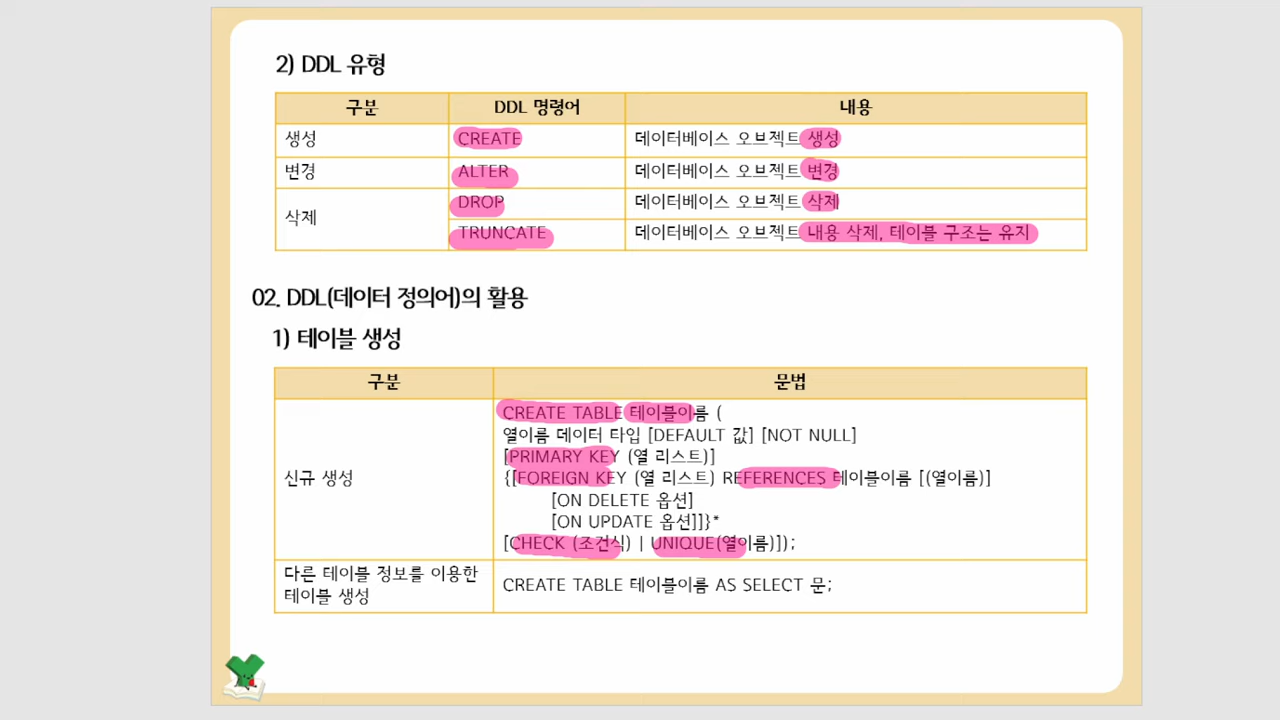 2) DDL 유형
구분 DDL 명령어 내용
생성 CREATE 데이터베이스 오브젝트 생성
변경 ALTER 데이터베이스 오브젝트 변경
삭제 DROP 데이터베이스 오브젝트 삭제
TRUNCATE 데이터베이스 오브젝트 내용 삭제, 테이블 구조는 유지
02. DDL(데이터 정의어)의 활용
1) 테이블 생성
구분 문법
신규 생성
CREATE TABLE 테이블이름 (
열이름 데이터 타입 [DEFAULT 값] [NOT NULL]
[PRIMARY KEY (열 리스트)]
{[FOREIGN KEY (열 리스트) REFERENCES 테이블이름 [(열이름)]
[ON DELETE 옵션]
[ON UPDATE 옵션]]}*
[CHECK (조건식) | UNIQUE(열이름)]);
다른 테이블 정보를 이용한
테이블 생성
CREATE TABLE 테이블이름 AS SELECT 문;